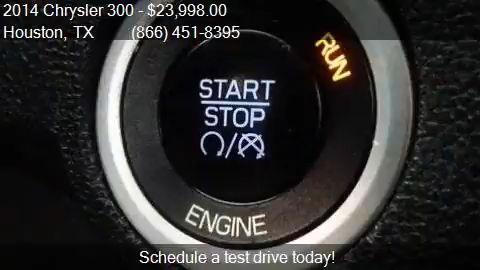 2014 Chrysler 300 - $23,998.00
Houston, TX (866) 451-8395
RUN
START
STOP
/
ENGINE
Schedule a test drive today!